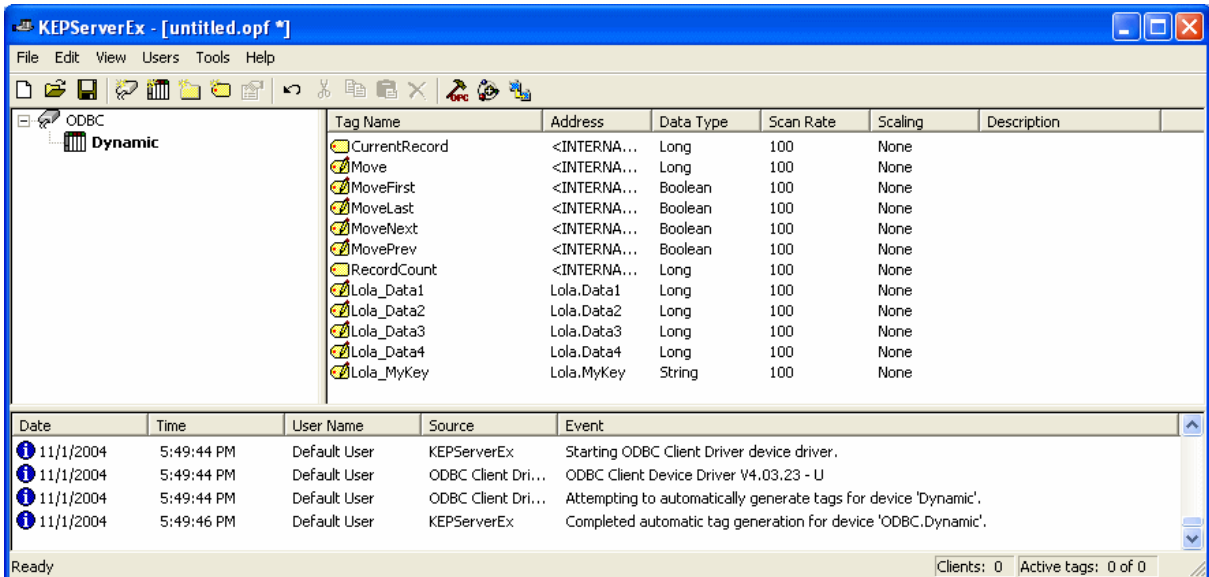 KEPServerEx - [untitled.opf *]
File Edit View Users Tools Help
OPC
ODBC
Dynamic
Tag Name Address Data Type Scan Rate Scaling Description
CurrentRecord <INTERNA... Long 100 None
Move <INTERNA... Long 100 None
MoveFirst <INTERNA... Boolean 100 None
MoveLast <INTERNA... Boolean 100 None
MoveNext <INTERNA... Boolean 100 None
MovePrev <INTERNA... Boolean 100 None
RecordCount <INTERNA... Long 100 None
Lola_Data1 Lola.Data1 Long 100 None
Lola_Data2 Lola.Data2 Long 100 None
Lola_Data3 Lola.Data3 Long 100 None
Lola_Data4 Lola.Data4 Long 100 None
Lola_MyKey Lola.MyKey String 100 None
Date Time User Name Source Event
11/1/2004 5:49:44 PM Default User KEPServerEx Starting ODBC Client Driver device driver.
11/1/2004 5:49:44 PM Default User ODBC Client Dri... ODBC Client Device Driver V4.03.23 - U
11/1/2004 5:49:44 PM Default User ODBC Client Dri... Attempting to automatically generate tags for device 'Dynamic'.
11/1/2004 5:49:46 PM Default User KEPServerEx Completed automatic tag generation for device 'ODBC.Dynamic'.
Ready Clients: 0 Active tags: 0 of 0